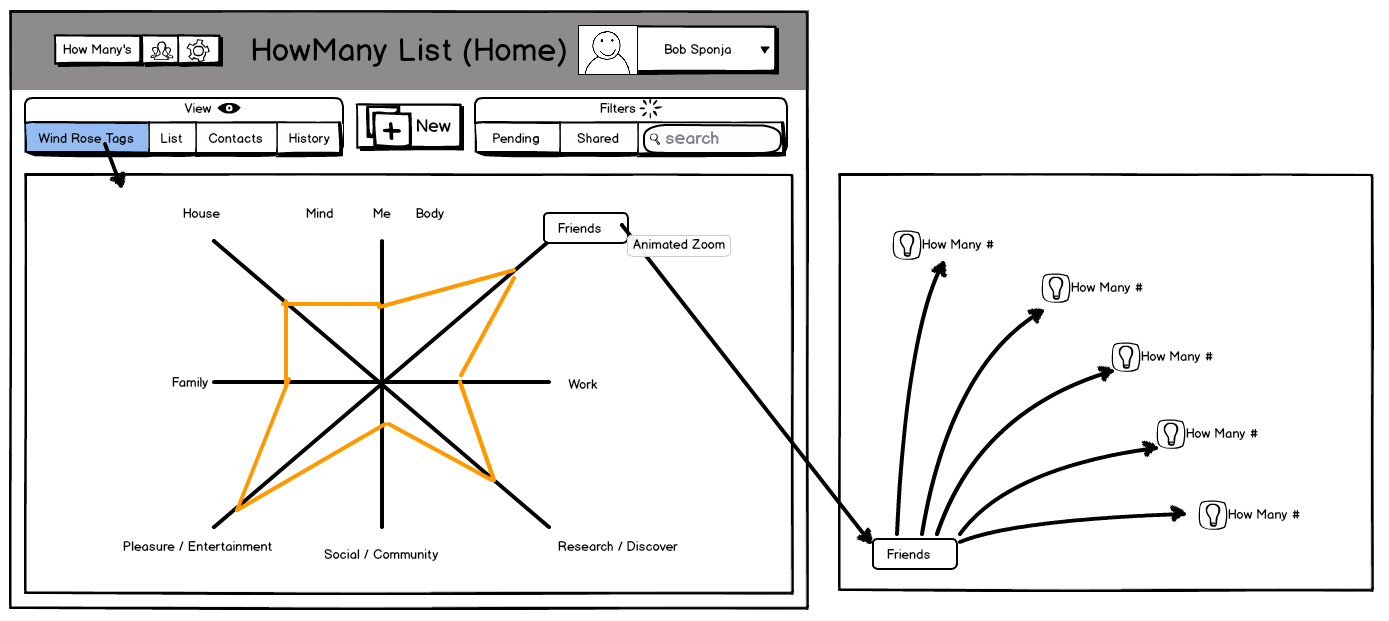 How Many's
HowMany List (Home)
Bob Sponja
View
Filters
New
Wind Rose Tags
List
Contacts
History
Pending
Shared
search
House
Mind
Me
Body
Friends
Animated Zoom
Family
Work
Pleasure / Entertainment
Social / Community
Research / Discover
How Many #
How Many #
How Many #
How Many #
How Many #
Friends